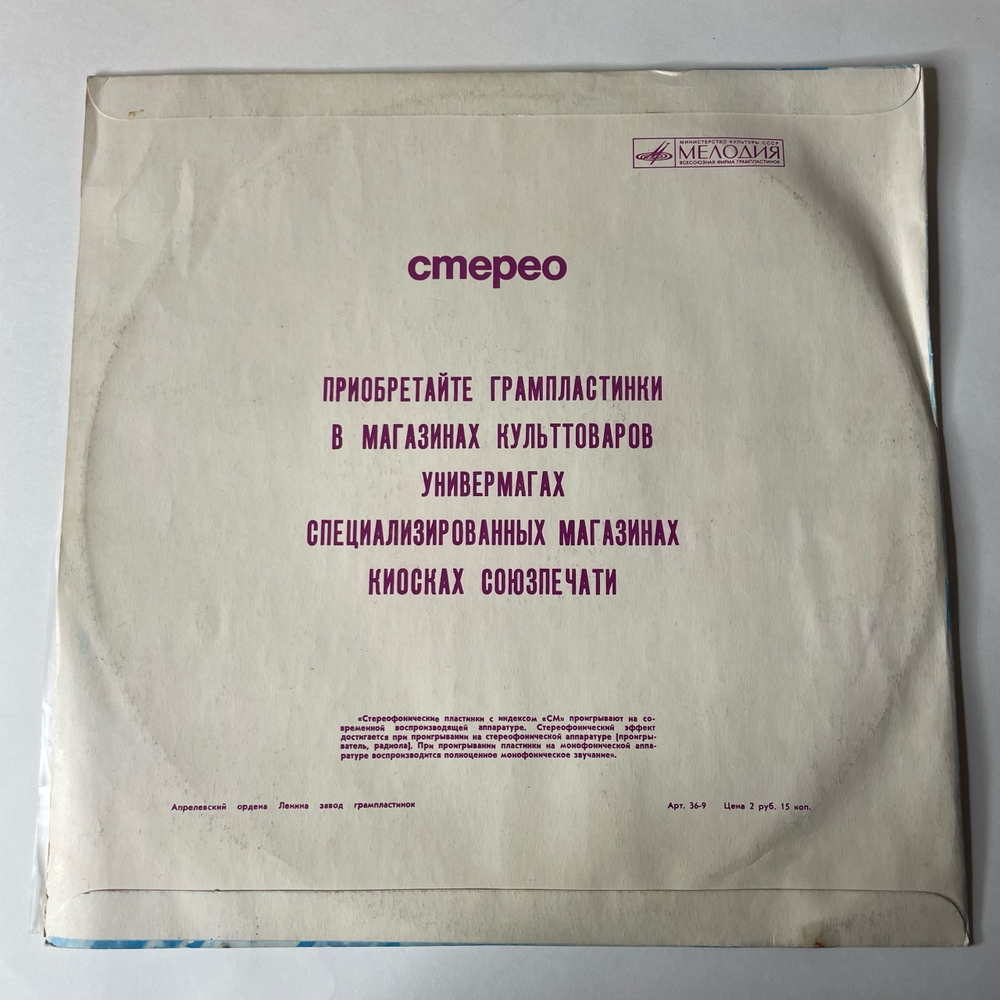 МИНИСТЕРСТВО КУЛЬТУРЫ СССР
МЕЛОДИЯ
ВСЕСОЮЗНАЯ ФИРМА ГРАМПЛАСТИНОК
стерео
ПРИОБРЕТАЙТЕ ГРАМПЛАСТИНКИ
В МАГАЗИНАХ КУЛЬТТОВАРОВ
УНИВЕРМАГАХ
СПЕЦИАЛИЗИРОВАННЫХ МАГАЗИНАХ
КИОСКАХ СОЮЗПЕЧАТИ
«Стереофонические пластинки с индексом «СМ» проигрывают на со-
временной воспроизводящей аппаратуре. Стереофонический эффект
достигается при проигрывании на стереофонической аппаратуре (проигры-
ватель, радиола). При проигрывании пластинки на монофонической аппа-
ратуре воспроизводится полноценное монофоническое звучание».
Апрелевский ордена Ленина завод грампластинок Арт. 36-9 Цена 2 руб. 15 коп.